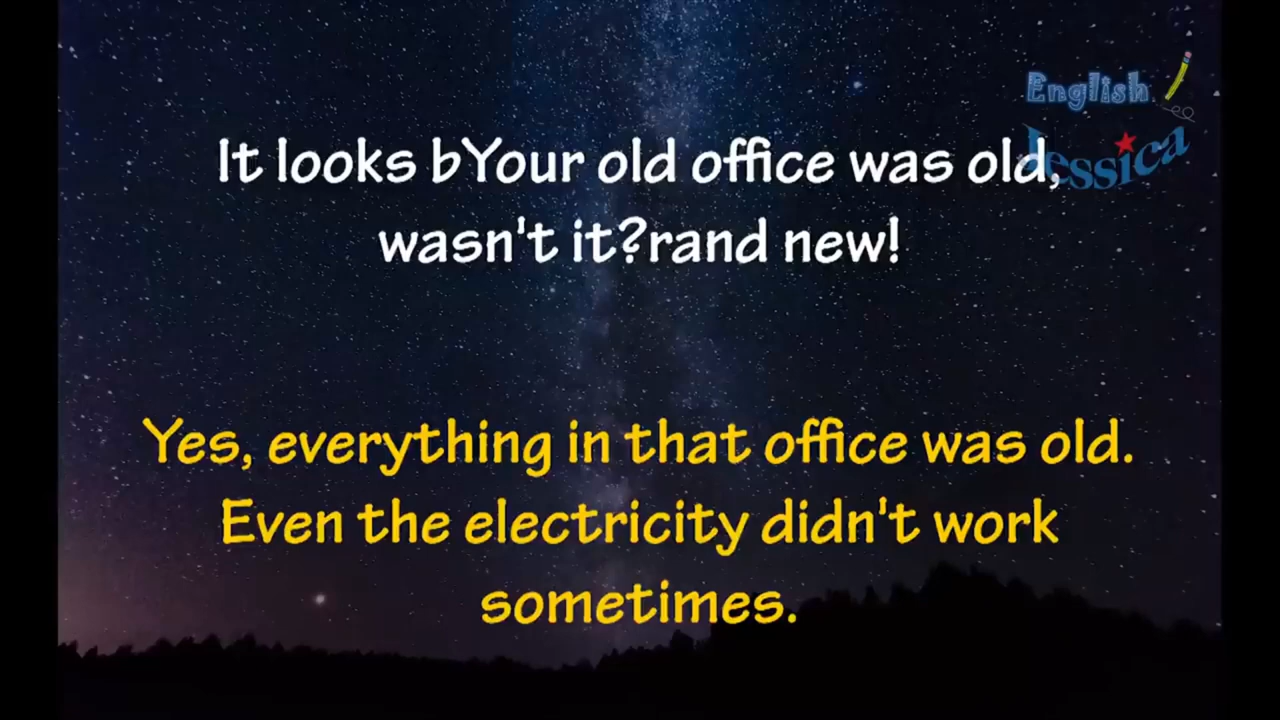 English
Jessica
It looks bYour old office was old,
wasn't it?rand new!
Yes, everything in that office was old.
Even the electricity didn't work
sometimes.